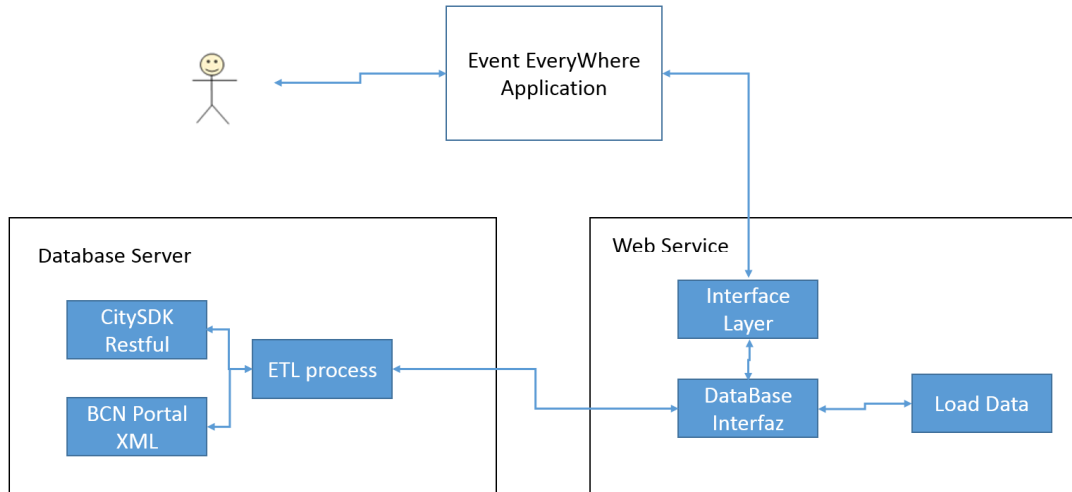 Event EveryWhere
Application
Database Server
CitySDK
Restful
ETL process
BCN Portal
XML
Web Service
Interface
Layer
DataBase
Interfaz
Load Data